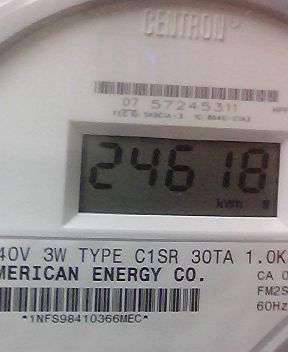 CENTRON
07 57245311
24618
kWh
40V 3W TYPE C1SR 30TA 1.0K
MERICAN ENERGY CO.
CA 0
FM2S
60Hz
*1NFS98410366MEC*